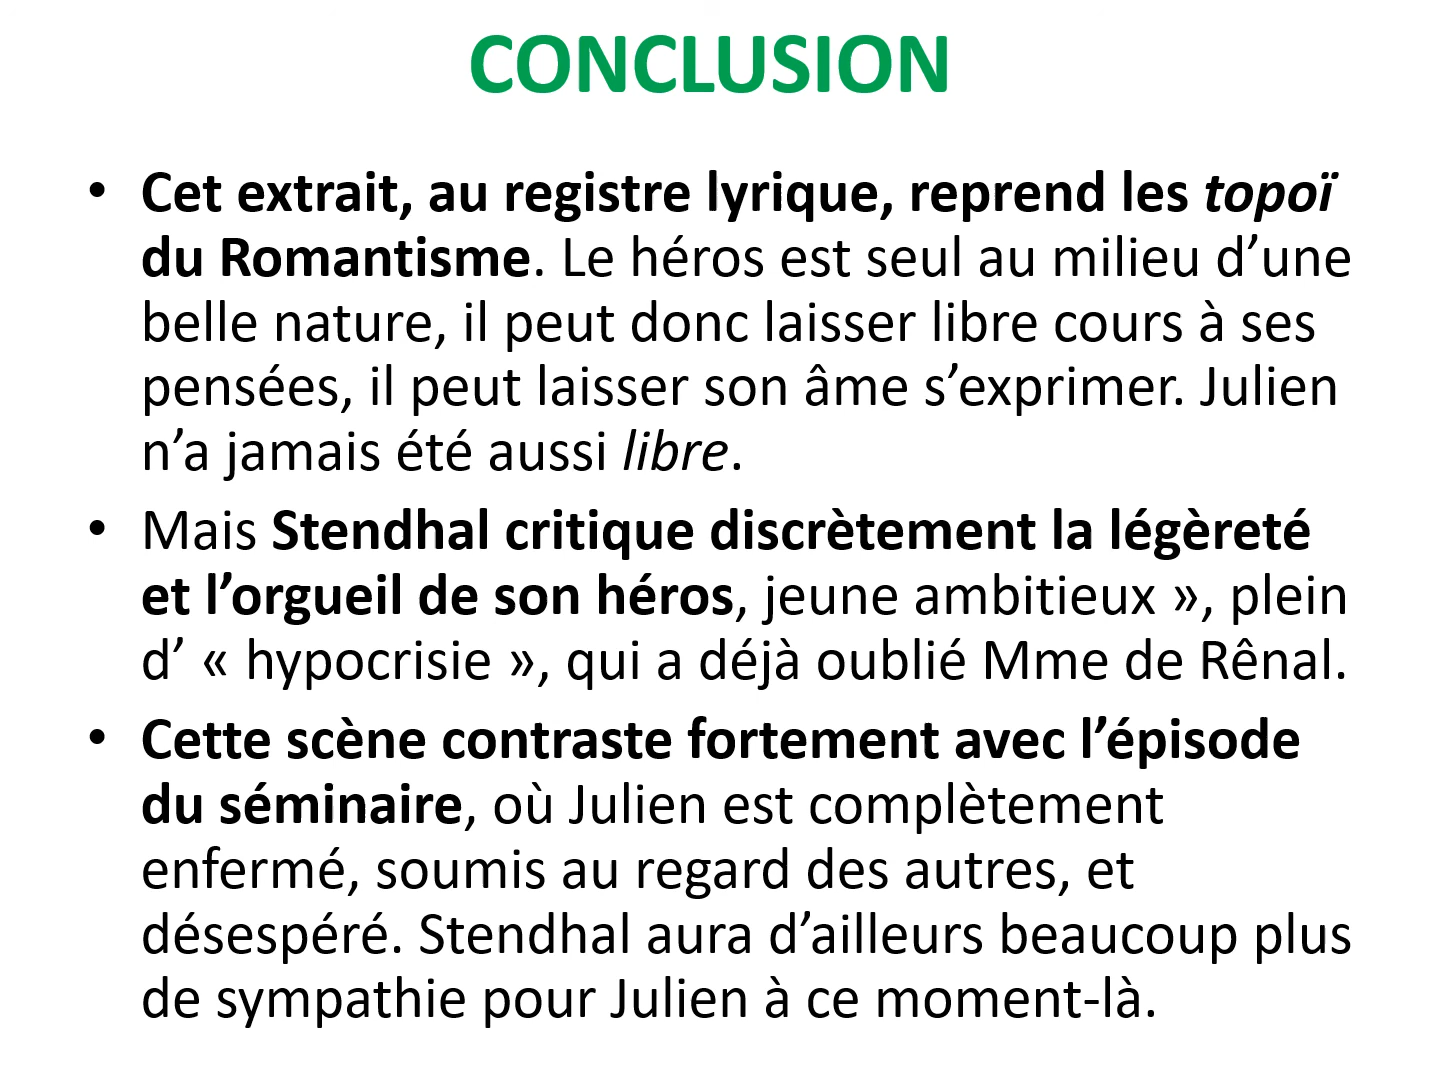 CONCLUSION
• Cet extrait, au registre lyrique, reprend les topoï
du Romantisme. Le héros est seul au milieu d’une
belle nature, il peut donc laisser libre cours à ses
pensées, il peut laisser son âme s’exprimer. Julien
n’a jamais été aussi libre.
• Mais Stendhal critique discrètement la légèreté
et l’orgueil de son héros, jeune ambitieux », plein
d’ « hypocrisie », qui a déjà oublié Mme de Rênal.
• Cette scène contraste fortement avec l’épisode
du séminaire, où Julien est complètement
enfermé, soumis au regard des autres, et
désespéré. Stendhal aura d’ailleurs beaucoup plus
de sympathie pour Julien à ce moment-là.